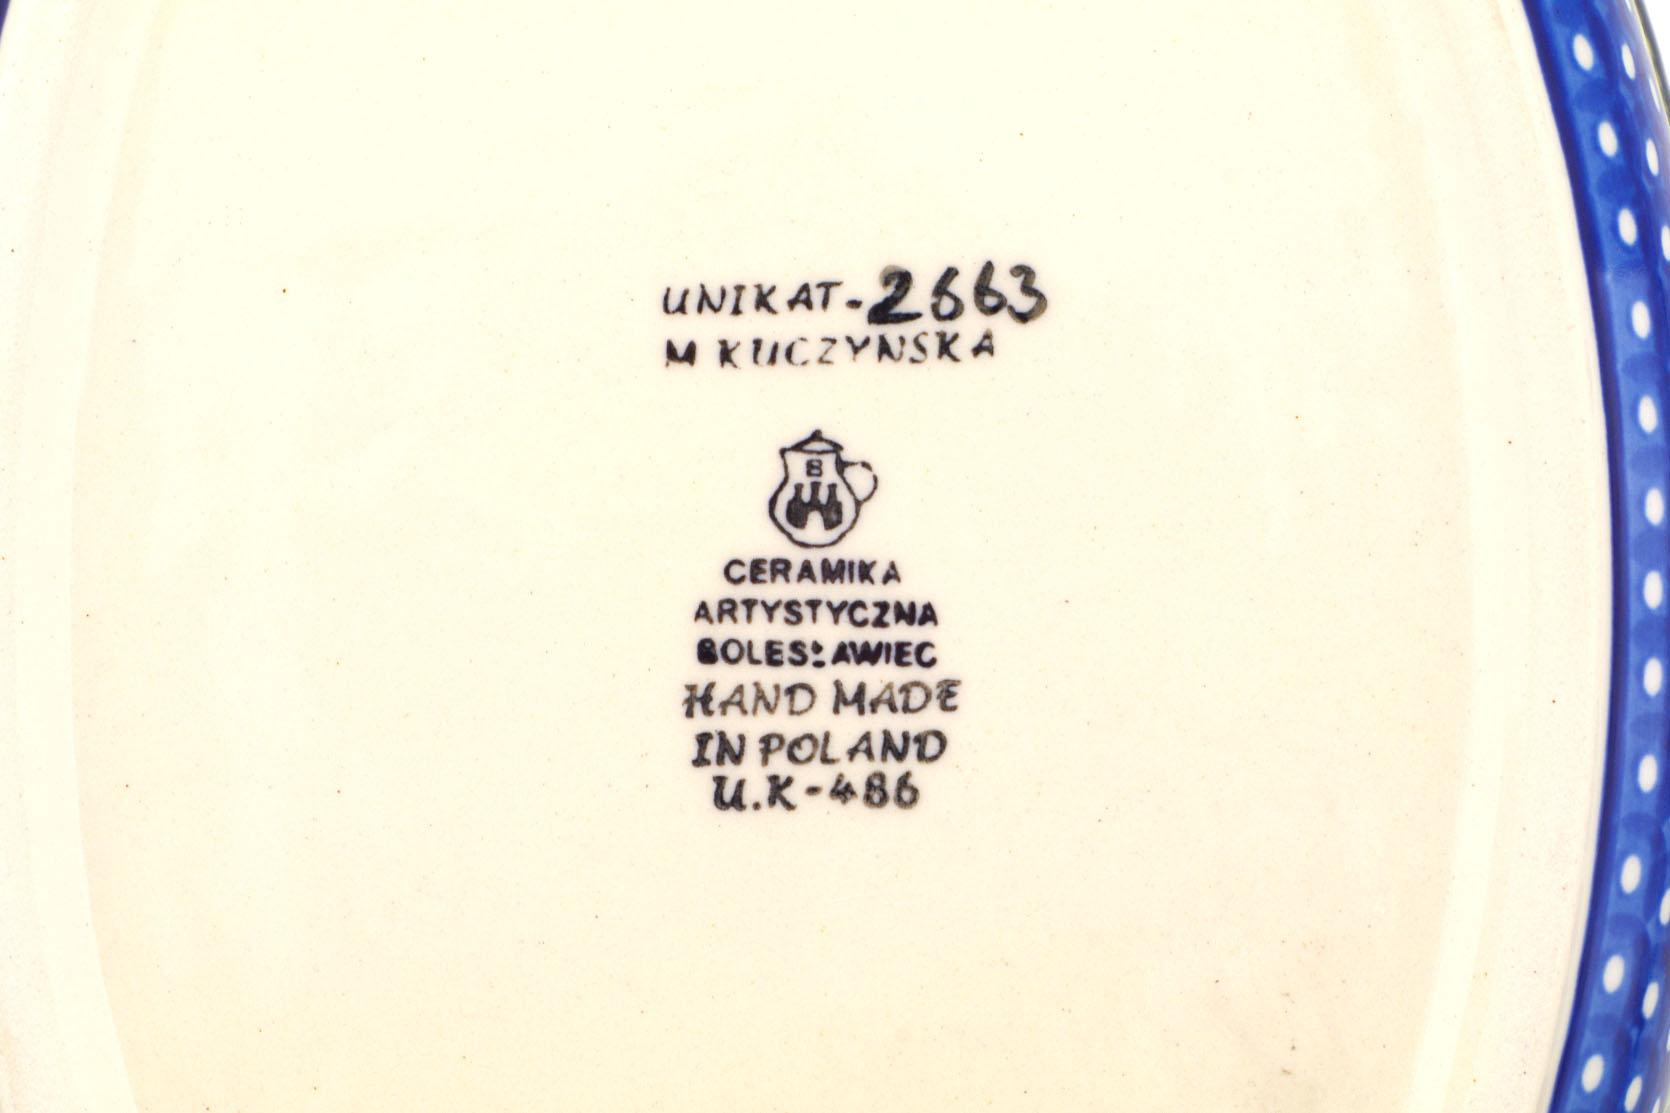 UNIKAT-2663
M KUCZYNSKA
B
CERAMIKA
ARTYSTYCZNA
BOLESŁAWIEC
HAND MADE
IN POLAND
U.K-486